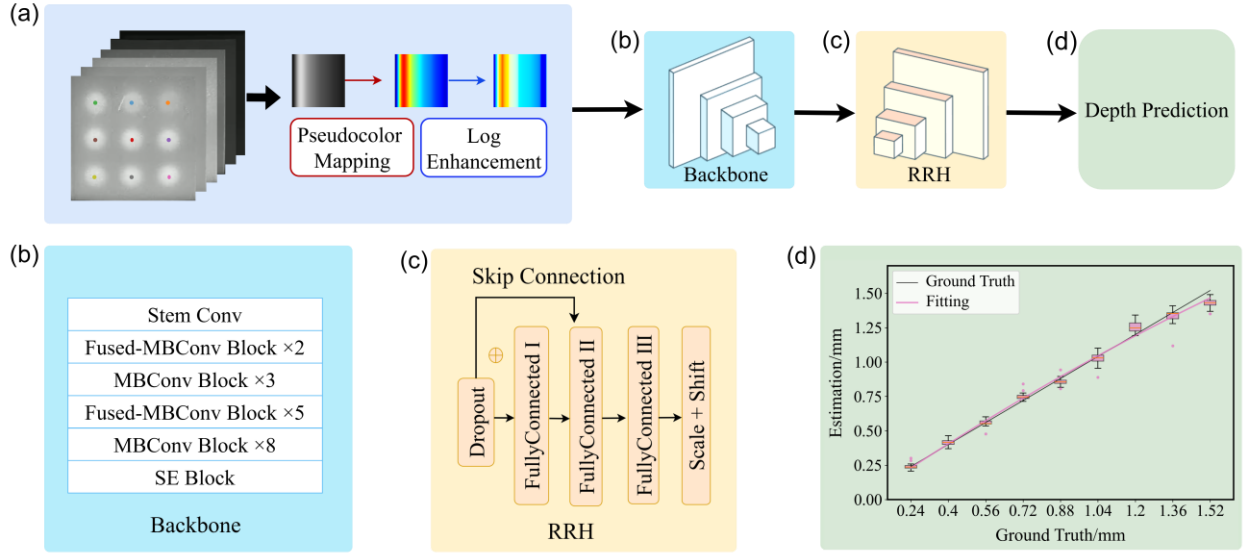 (a)
Pseudocolor
Mapping
Log
Enhancement
(b)
Backbone
(c)
RRH
(d)
Depth Prediction
(b)
Stem Conv
Fused-MBConv Block ×2
MBConv Block ×3
Fused-MBConv Block ×5
MBConv Block ×8
SE Block
Backbone
(c)
Skip Connection
Dropout
FullyConnected I
FullyConnected II
FullyConnected III
Scale + Shift
RRH
(d)
Ground Truth
Fitting
Estimation/mm
1.50
1.25
1.00
0.75
0.50
0.25
0.00
0.24 0.4 0.56 0.72 0.88 1.04 1.2 1.36 1.52
Ground Truth/mm